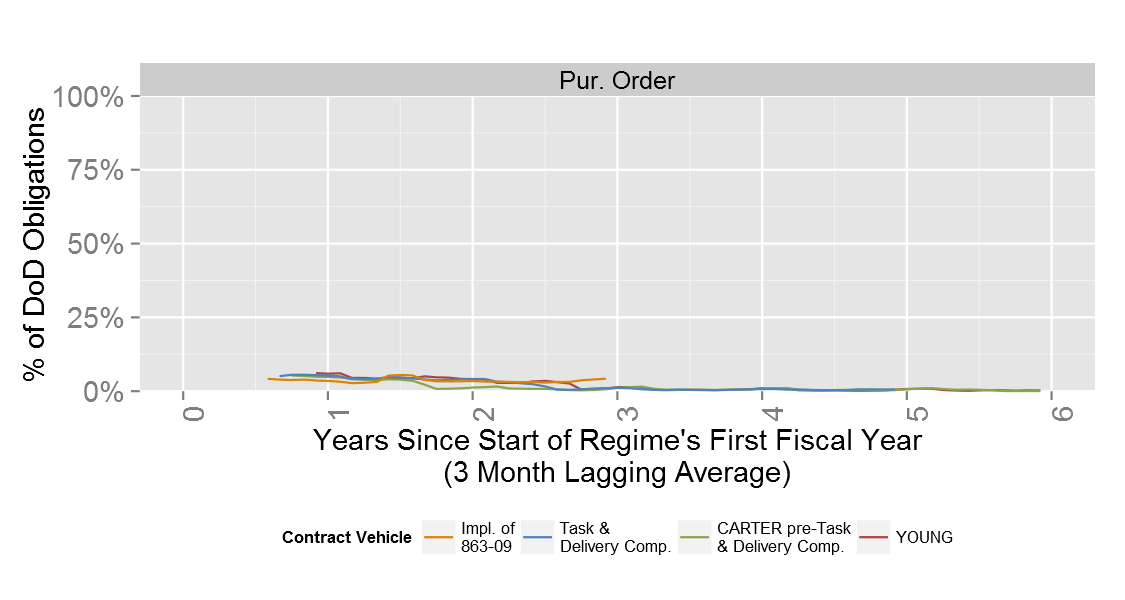 Pur. Order
% of DoD Obligations
100%
75%
50%
25%
0%
0 1 2 3 4 5 6
Years Since Start of Regime's First Fiscal Year
(3 Month Lagging Average)
Contract Vehicle
Impl. of
863-09
Task &
Delivery Comp.
CARTER pre-Task
& Delivery Comp.
YOUNG